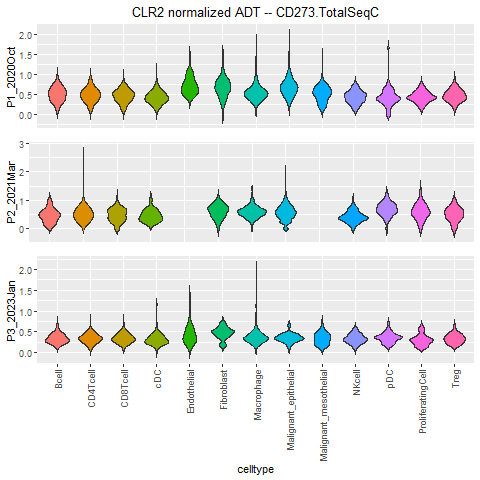 CLR2 normalized ADT -- CD273.TotalSeqC
P1_2020Oct
2.0
1.5
1.0
0.5
0.0
P2_2021Mar
3
2
1
0
P3_2023Jan
2.0
1.5
1.0
0.5
0.0
Bcell
CD4Tcell
CD8Tcell
cDC
Endothelial
Fibroblast
Macrophage
Malignant_epithelial
Malignant_mesothelial
NKcell
pDC
ProliferatingCell
Treg
celltype